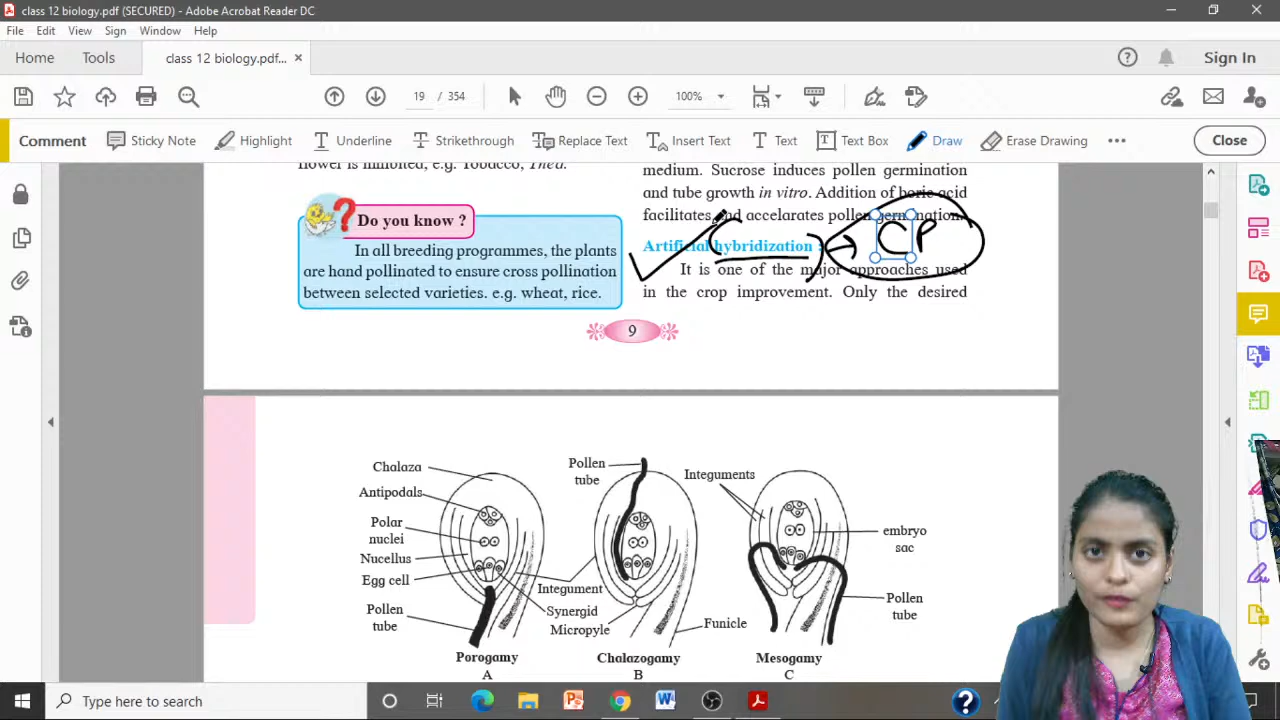 class 12 biology.pdf (SECURED) - Adobe Acrobat Reader DC
File Edit View Sign Window Help
Home Tools class 12 biology.pdf... × Sign In
19 / 354 100%
Comment Sticky Note Highlight Underline Strikethrough Replace Text Insert Text Text Text Box Draw Erase Drawing Close
flower is inhibited, e.g. Tobacco, Thea.
Do you know ?
In all breeding programmes, the plants
are hand pollinated to ensure cross pollination
between selected varieties. e.g. wheat, rice.
medium. Sucrose induces pollen germination
and tube growth in vitro. Addition of boric acid
facilitates and accelarates pollen germination.
Artificial hybridization :
CP
It is one of the major approaches used
in the crop improvement. Only the desired
9
Chalaza
Antipodals
Polar
nuclei
Nucellus
Egg cell
Pollen
tube
Porogamy
A
Pollen
tube
Integument
Synergid
Micropyle
Funicle
Chalazogamy
B
Integuments
embryo
sac
Pollen
tube
Mesogamy
C
Type here to search